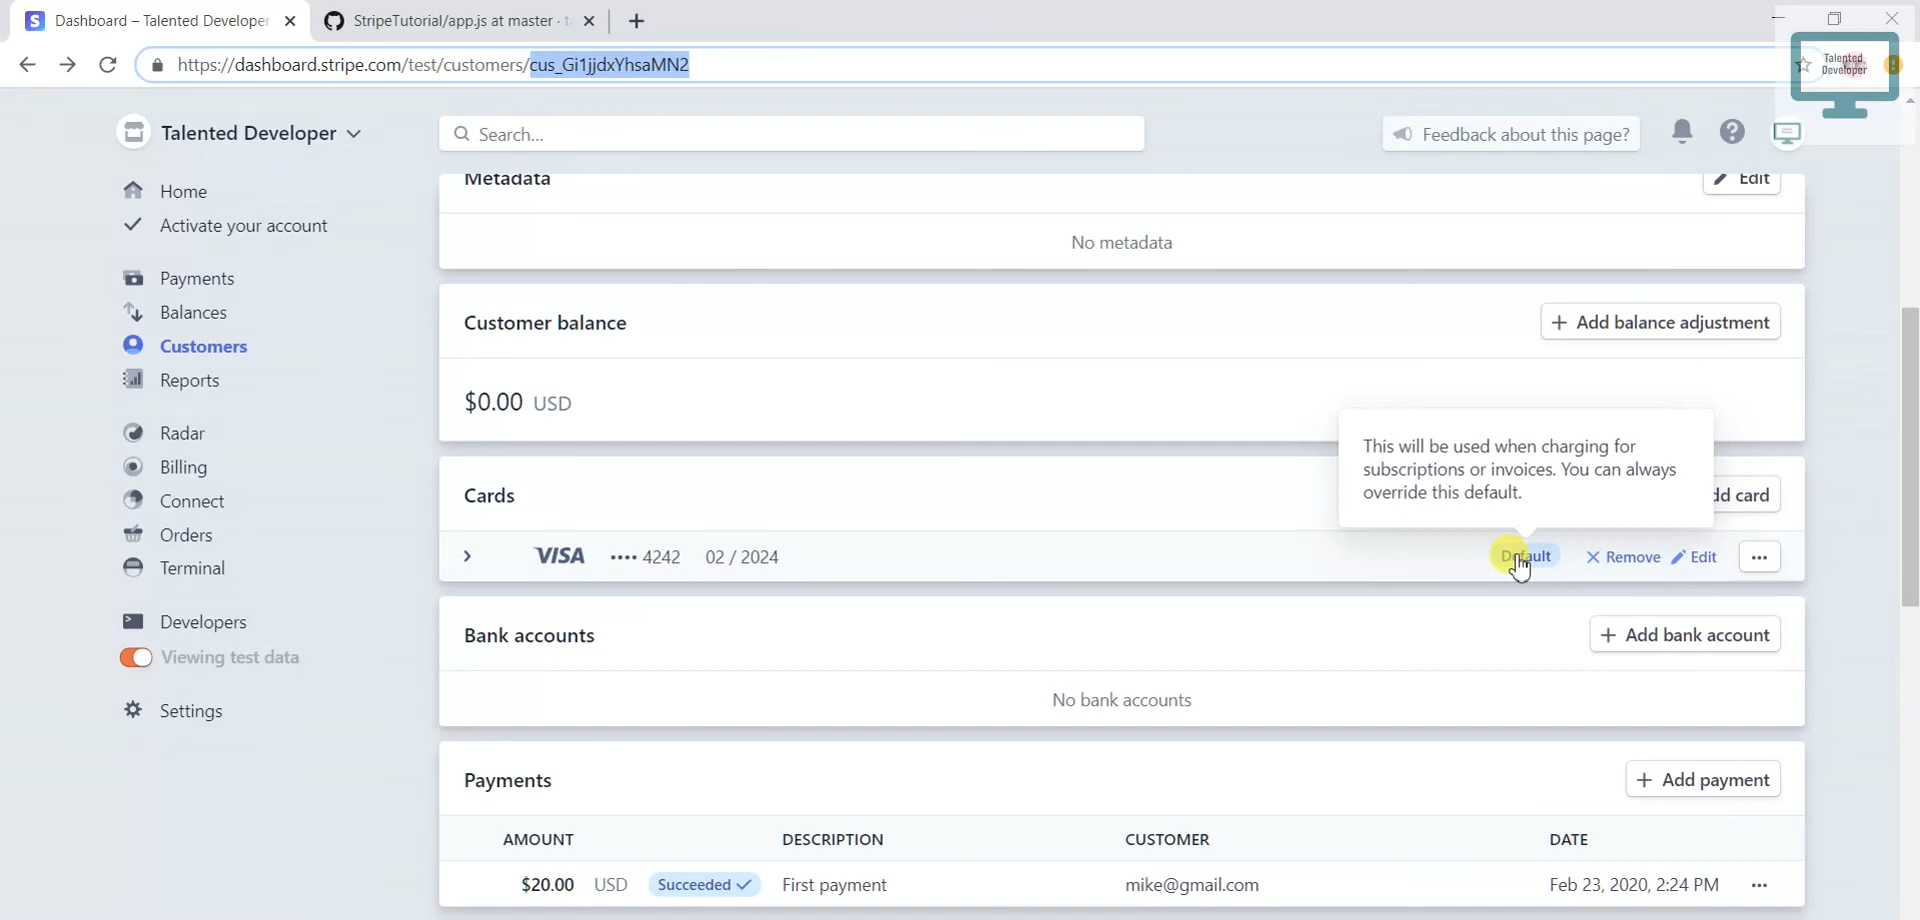 Dashboard – Talented Developer
StripeTutorial/app.js at master · t
https://dashboard.stripe.com/test/customers/cus_Gi1jjdxYhsaMN2
Talented
Developer
Talented Developer
Search...
Feedback about this page?
Home
Activate your account
Payments
Balances
Customers
Reports
Radar
Billing
Connect
Orders
Terminal
Developers
Viewing test data
Settings
Metadata
Edit
No metadata
Customer balance
Add balance adjustment
$0.00 USD
This will be used when charging for
subscriptions or invoices. You can always
override this default.
Cards
dd card
VISA •••• 4242 02 / 2024
Default
Remove
Edit
Bank accounts
Add bank account
No bank accounts
Payments
Add payment
AMOUNT DESCRIPTION CUSTOMER DATE
$20.00 USD Succeeded First payment mike@gmail.com Feb 23, 2020, 2:24 PM